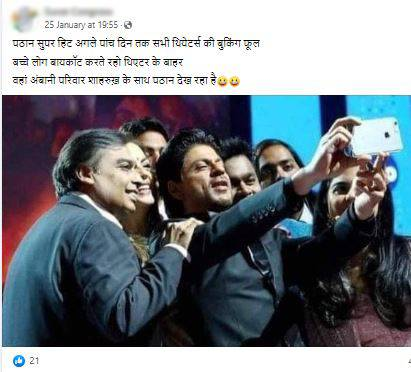 25 January at 19:55 ·
पठान सुपर हिट अगले पांच दिन तक सभी थियेटर्स की बुकिंग फूल
बच्चे लोग बायकॉट करते रहो थिएटर के बाहर
वहां अंबानी परिवार शाहरुख़ के साथ पठान देख रहा है😀😀
21